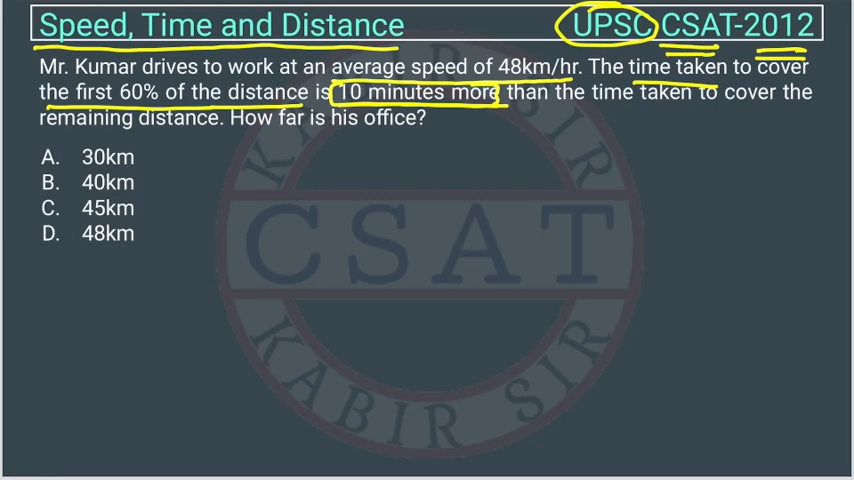 Speed, Time and Distance UPSC CSAT-2012
Mr. Kumar drives to work at an average speed of 48km/hr. The time taken to cover
the first 60% of the distance is 10 minutes more than the time taken to cover the
remaining distance. How far is his office?
A. 30km
B. 40km
C. 45km
D. 48km
KABIR SIR
CSAT
KABIR SIR